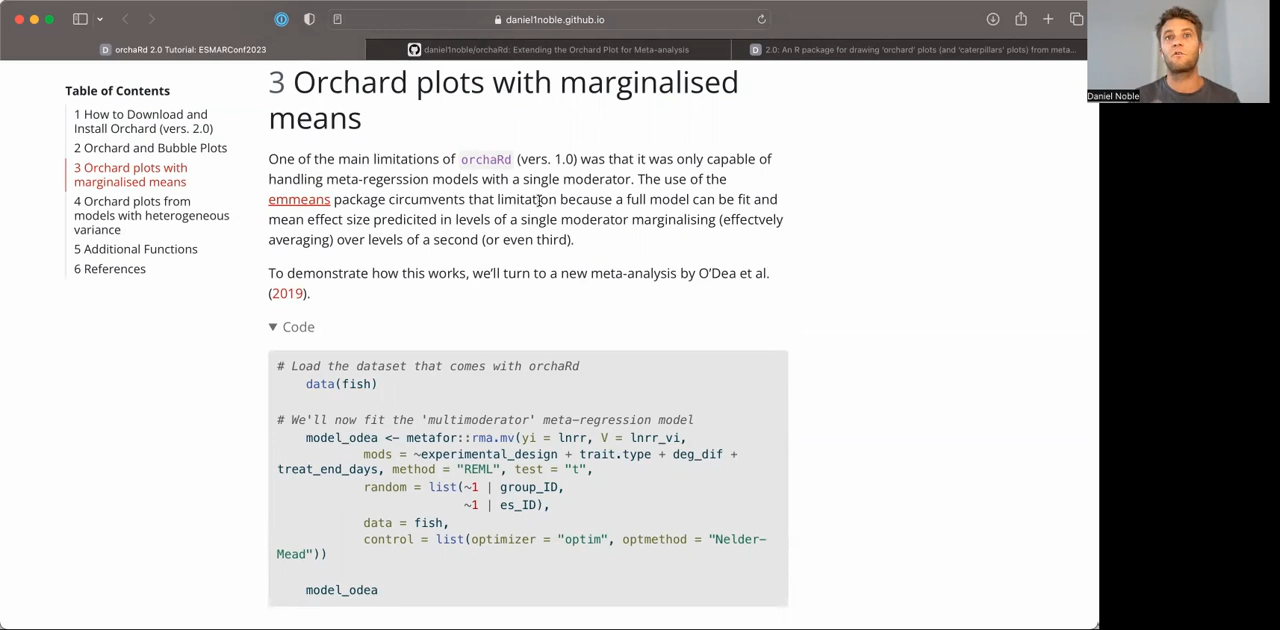 daniel1noble.github.io
orchaRd 2.0 Tutorial: ESMARConf2023
daniel1noble/orchaRd: Extending the Orchard Plot for Meta-analysis
2.0: An R package for drawing 'orchard' plots (and 'caterpillars' plots) from meta...
Daniel Noble
Table of Contents
1 How to Download and
Install Orchard (vers. 2.0)
2 Orchard and Bubble Plots
3 Orchard plots with
marginalised means
4 Orchard plots from
models with heterogeneous
variance
5 Additional Functions
6 References
3 Orchard plots with marginalised
means
One of the main limitations of orchaRd (vers. 1.0) was that it was only capable of
handling meta-regerssion models with a single moderator. The use of the
emmeans package circumvents that limitation because a full model can be fit and
mean effect size predicited in levels of a single moderator marginalising (effectvely
averaging) over levels of a second (or even third).
To demonstrate how this works, we'll turn to a new meta-analysis by O'Dea et al.
(2019).
▼ Code
# Load the dataset that comes with orchaRd
data(fish)
# We'll now fit the 'multimoderator' meta-regression model
model_odea <- metafor::rma.mv(yi = lnrr, V = lnrr_vi,
mods = ~experimental_design + trait.type + deg_dif +
treat_end_days, method = "REML", test = "t",
random = list(~1 | group_ID,
~1 | es_ID),
data = fish,
control = list(optimizer = "optim", optmethod = "Nelder-
Mead"))
model_odea